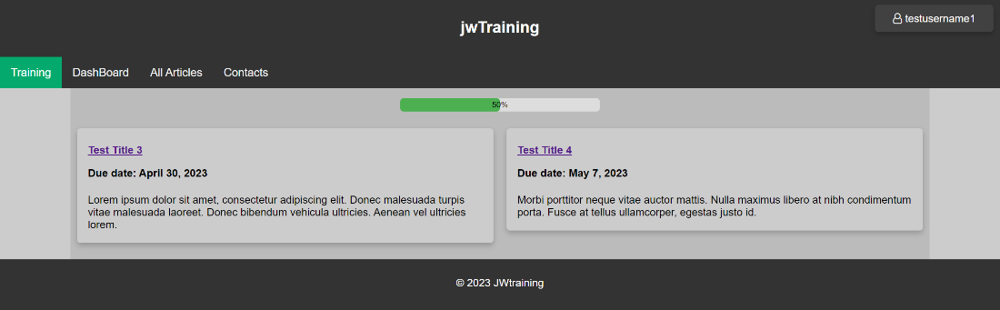 jwTraining
testusername1
Training DashBoard All Articles Contacts
50%
Test Title 3
Due date: April 30, 2023
Lorem ipsum dolor sit amet, consectetur adipiscing elit. Donec malesuada turpis
vitae malesuada laoreet. Donec bibendum vehicula ultricies. Aenean vel ultricies
lorem.
Test Title 4
Due date: May 7, 2023
Morbi porttitor neque vitae auctor mattis. Nulla maximus libero at nibh condimentum
porta. Fusce at tellus ullamcorper, egestas justo id.
© 2023 JWtraining